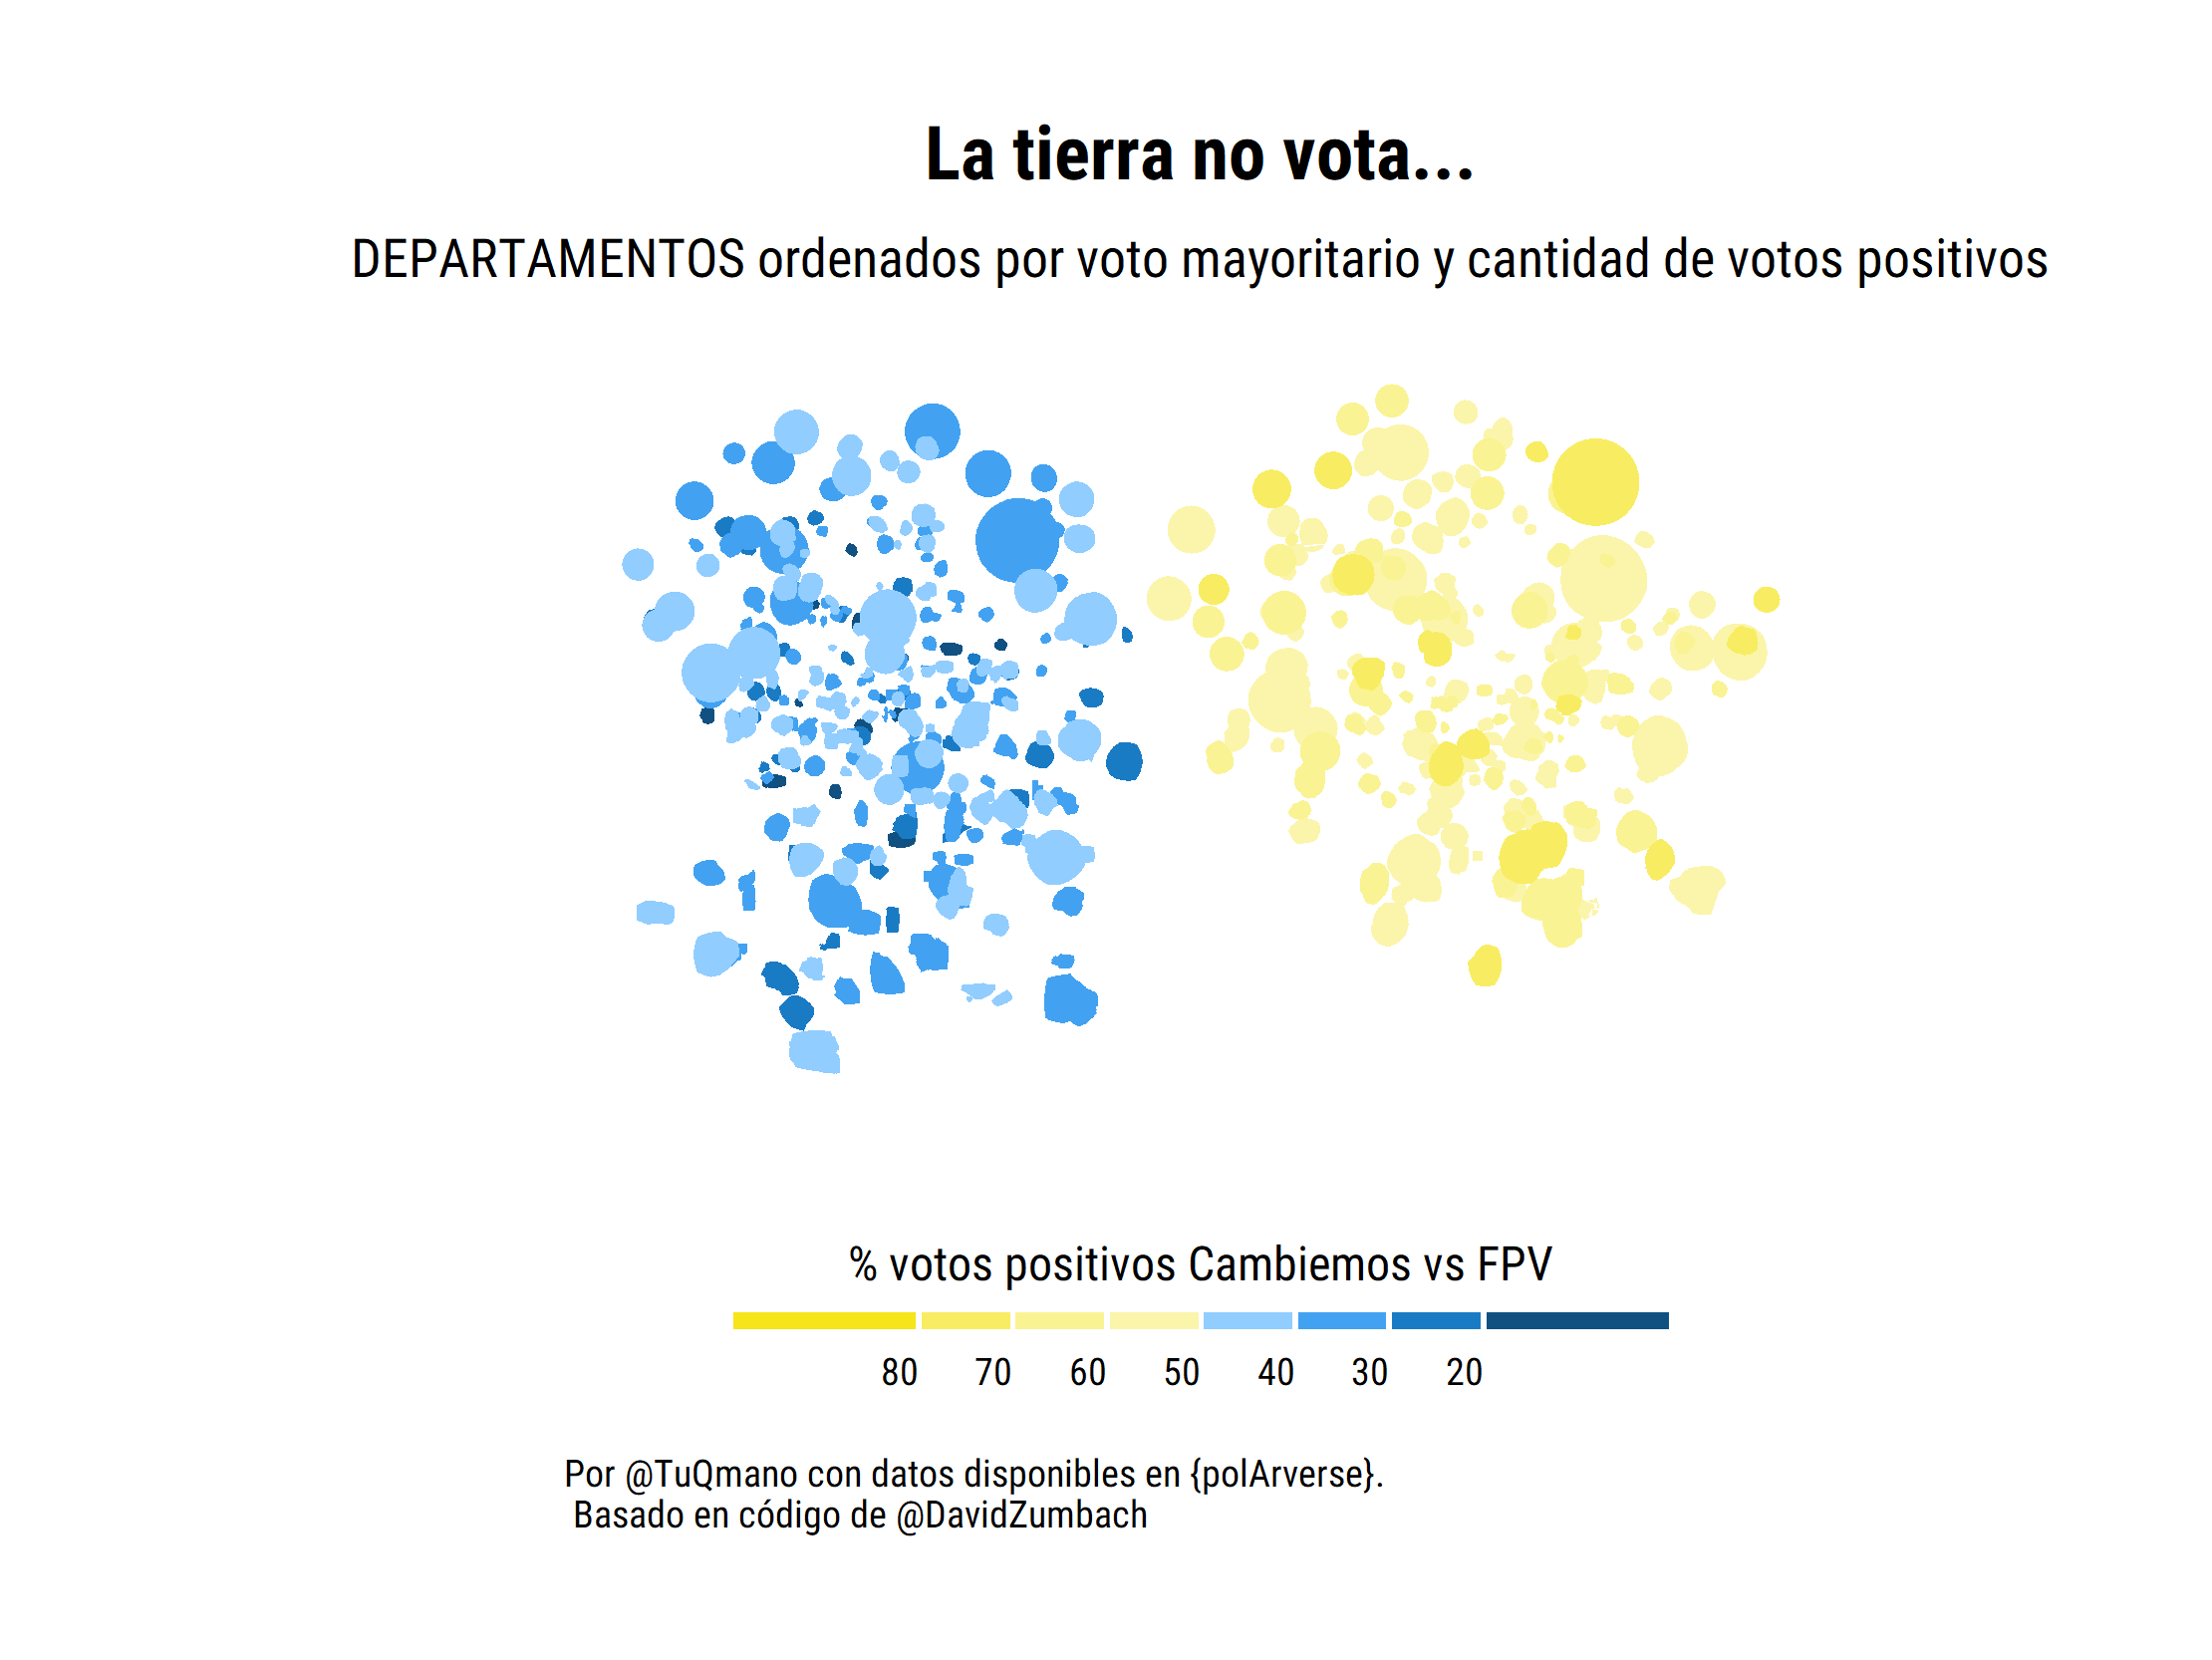 La tierra no vota...
DEPARTAMENTOS ordenados por voto mayoritario y cantidad de votos positivos
% votos positivos Cambiemos vs FPV
80 70 60 50 40 30 20
Por @TuQmano con datos disponibles en {polArverse}.
Basado en código de @DavidZumbach